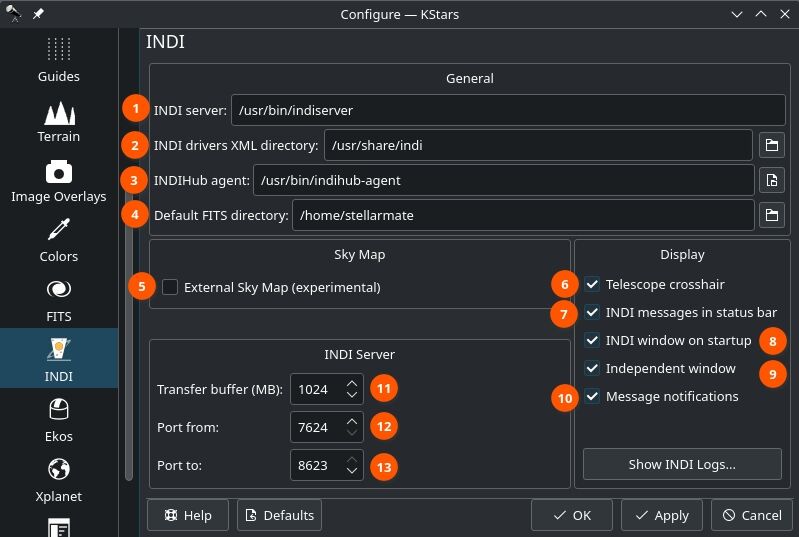 Configure — KStars
Guides
Terrain
Image Overlays
Colors
FITS
INDI
Ekos
Xplanet
INDI
General
1 INDI server: /usr/bin/indiserver
2 INDI drivers XML directory: /usr/share/indi
3 INDIHub agent: /usr/bin/indihub-agent
4 Default FITS directory: /home/stellarmate
Sky Map
5 External Sky Map (experimental)
INDI Server
Transfer buffer (MB): 1024 11
Port from: 7624 12
Port to: 8623 13
Display
6 Telescope crosshair
7 INDI messages in status bar
INDI window on startup 8
Independent window 9
10 Message notifications
Show INDI Logs...
Help Defaults OK Apply Cancel